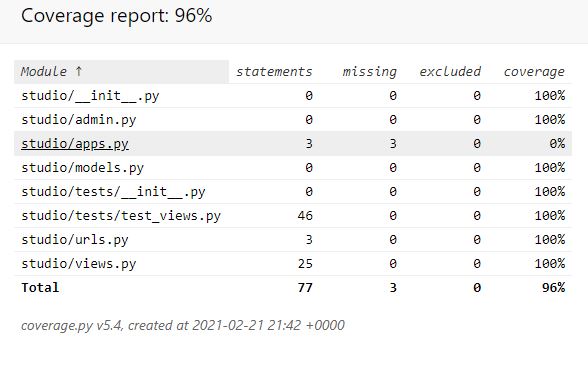 Coverage report: 96%
Module ↑ statements missing excluded coverage
studio/__init__.py 0 0 0 100%
studio/admin.py 0 0 0 100%
studio/apps.py 3 3 0 0%
studio/models.py 0 0 0 100%
studio/tests/__init__.py 0 0 0 100%
studio/tests/test_views.py 46 0 0 100%
studio/urls.py 3 0 0 100%
studio/views.py 25 0 0 100%
Total 77 3 0 96%
coverage.py v5.4, created at 2021-02-21 21:42 +0000